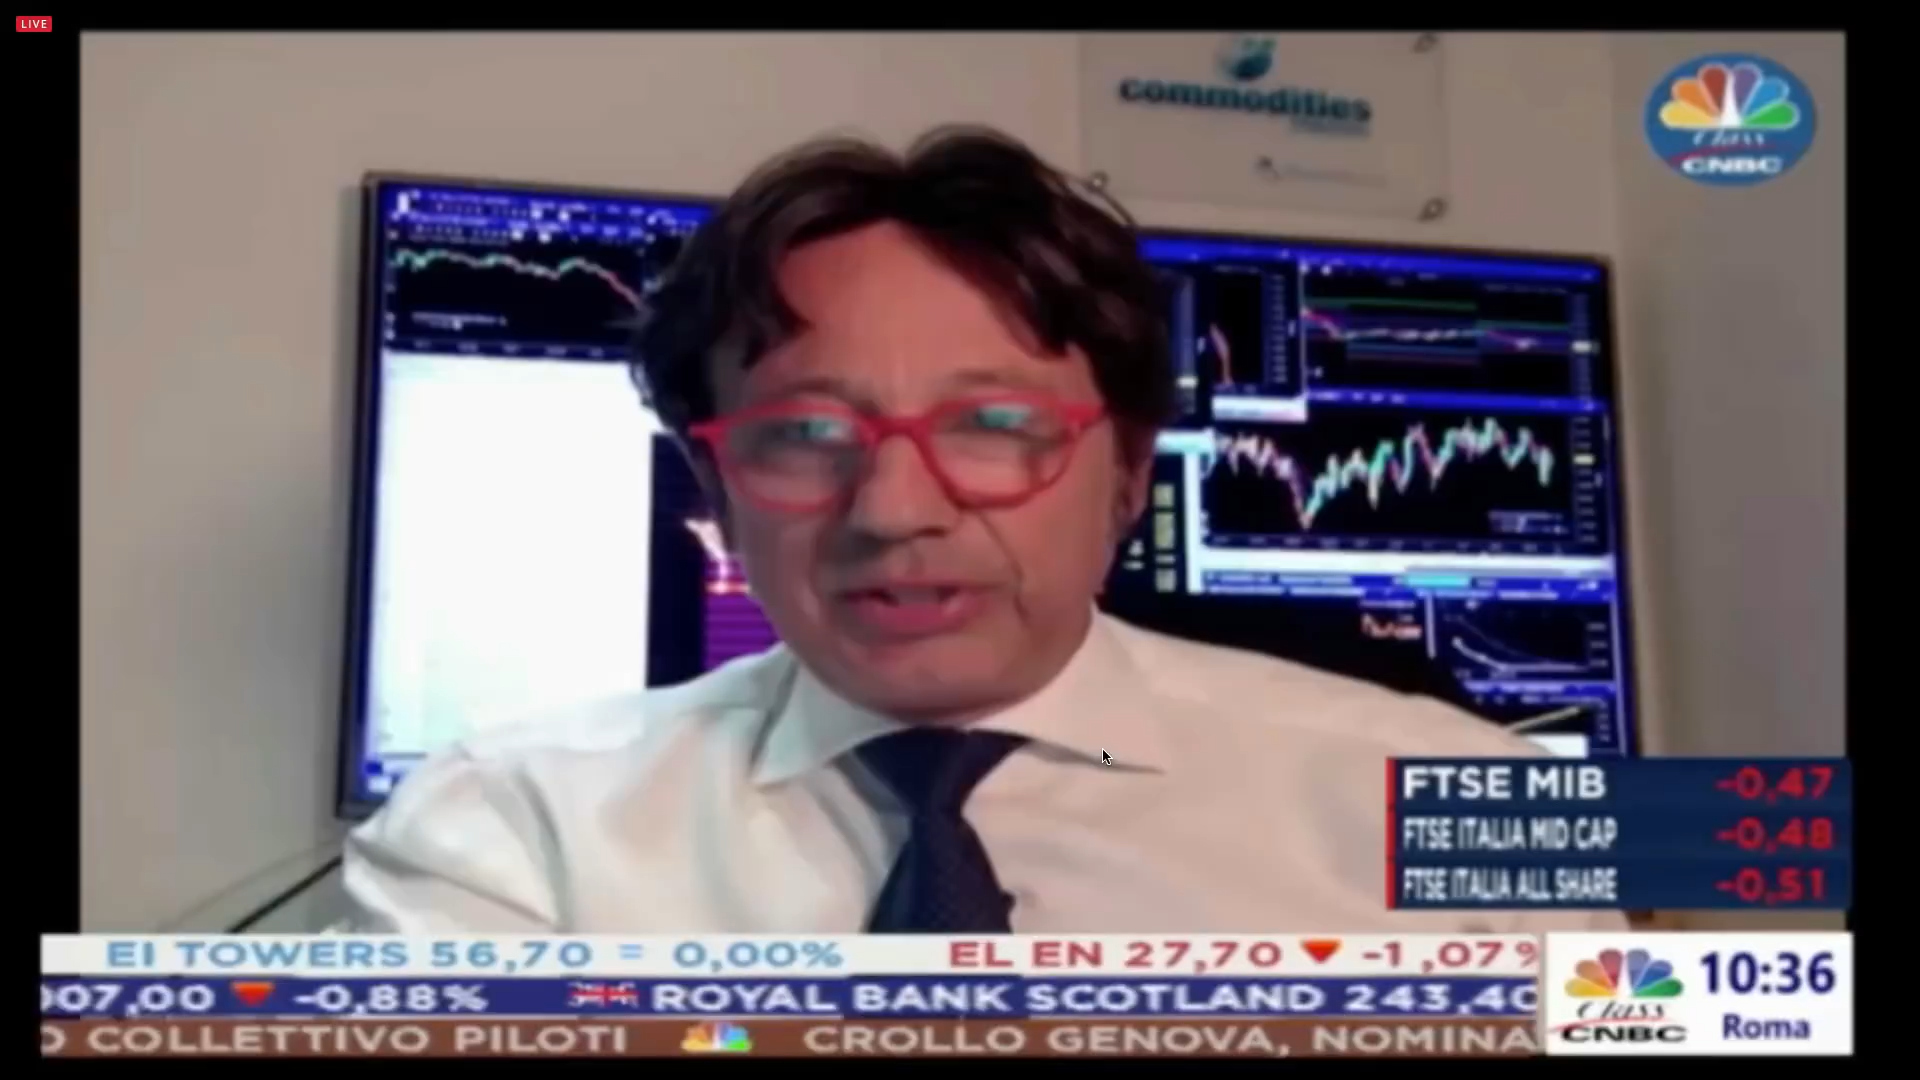 LIVE
commodities
Class
CNBC
FTSE MIB -0,47
FTSE ITALIA MID CAP -0,48
FTSE ITALIA ALL SHARE -0,51
EI TOWERS 56,70 = 0,00% EL EN 27,70 ▼ -1,07%
07,00 ▼ -0,88% ROYAL BANK SCOTLAND 243,40
O COLLETTIVO PILOTI CROLLO GENOVA, NOMINA
Class
CNBC
10:36
Roma